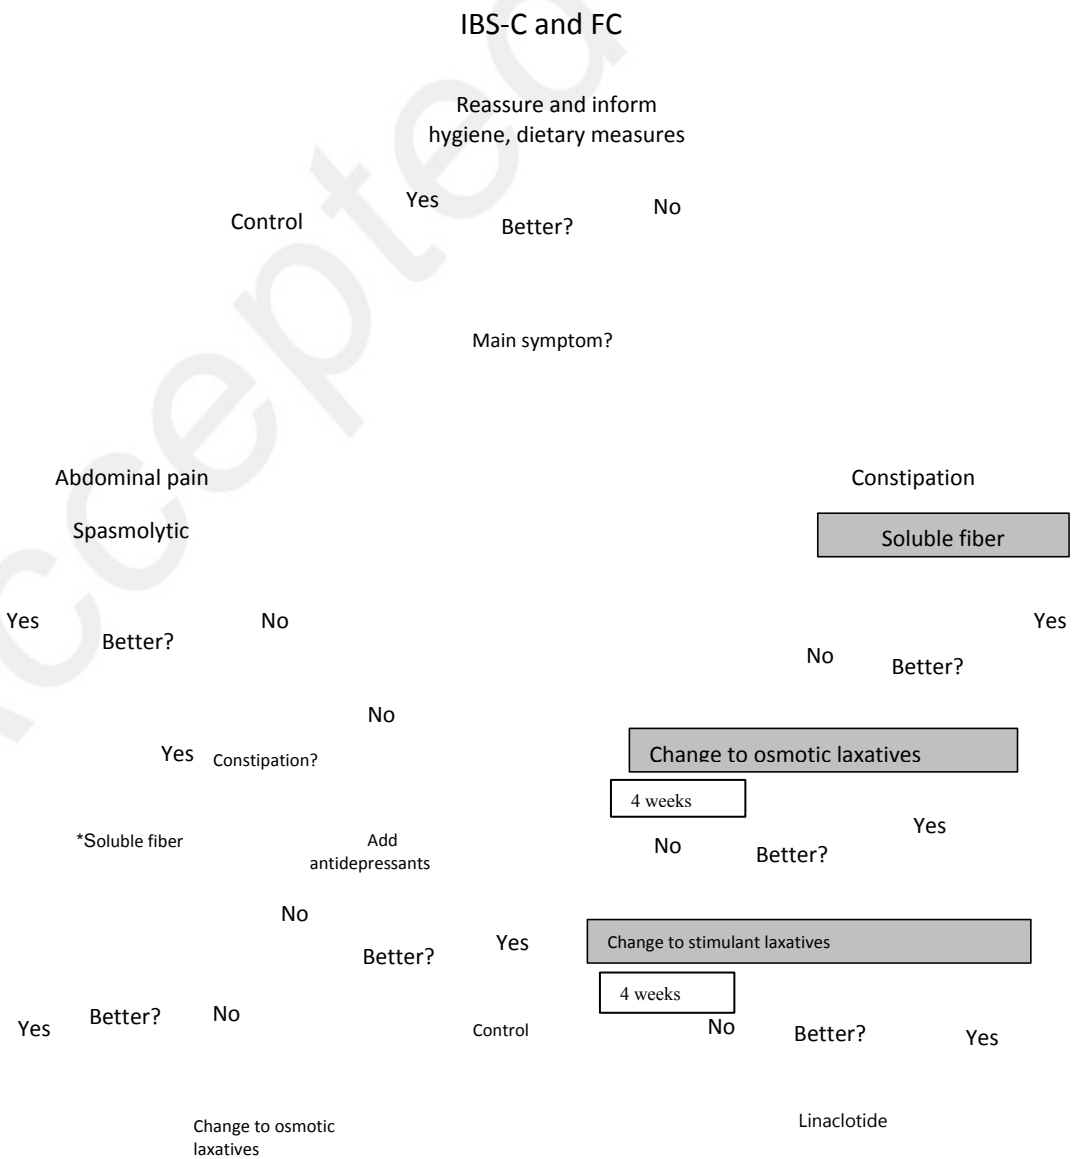 IBS-C and FC
Reassure and inform
hygiene, dietary measures
Yes
No
Control
Better?
Main symptom?
Abdominal pain
Constipation
Spasmolytic
Soluble fiber
Yes
No
Yes
Better?
No
Better?
No
Yes
Constipation?
Change to osmotic laxatives
4 weeks
Yes
*Soluble fiber
Add
antidepressants
No
Better?
No
Yes
Better?
Change to stimulant laxatives
4 weeks
Yes
Better?
No
Control
No
Better?
Yes
Linaclotide
Change to osmotic
laxatives
Accepted